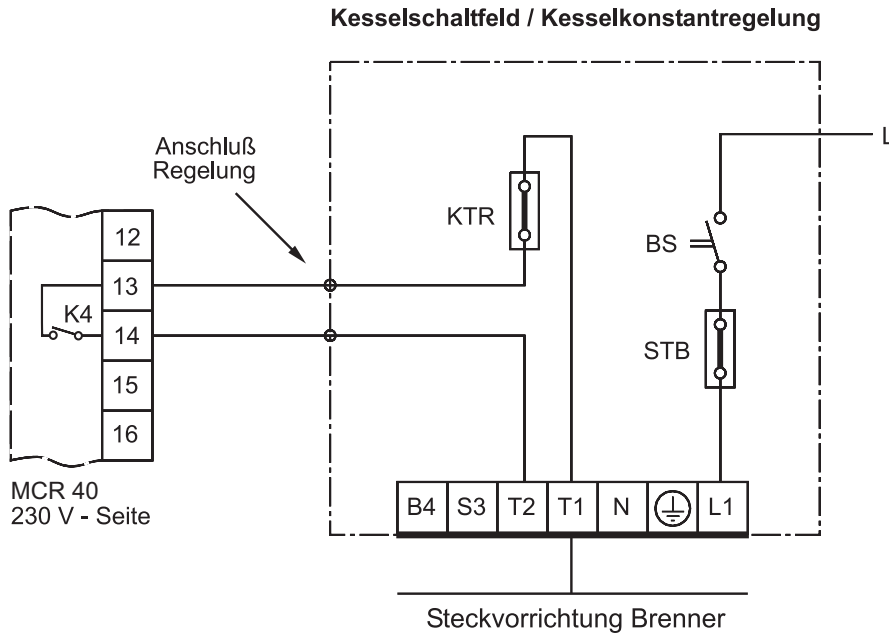 Kesselschaltfeld / Kesselkonstantregelung
L
Anschluß
Regelung
KTR
BS
STB
12
13
K4
14
15
16
MCR 40
230 V - Seite
B4 S3 T2 T1 N L1
Steckvorrichtung Brenner